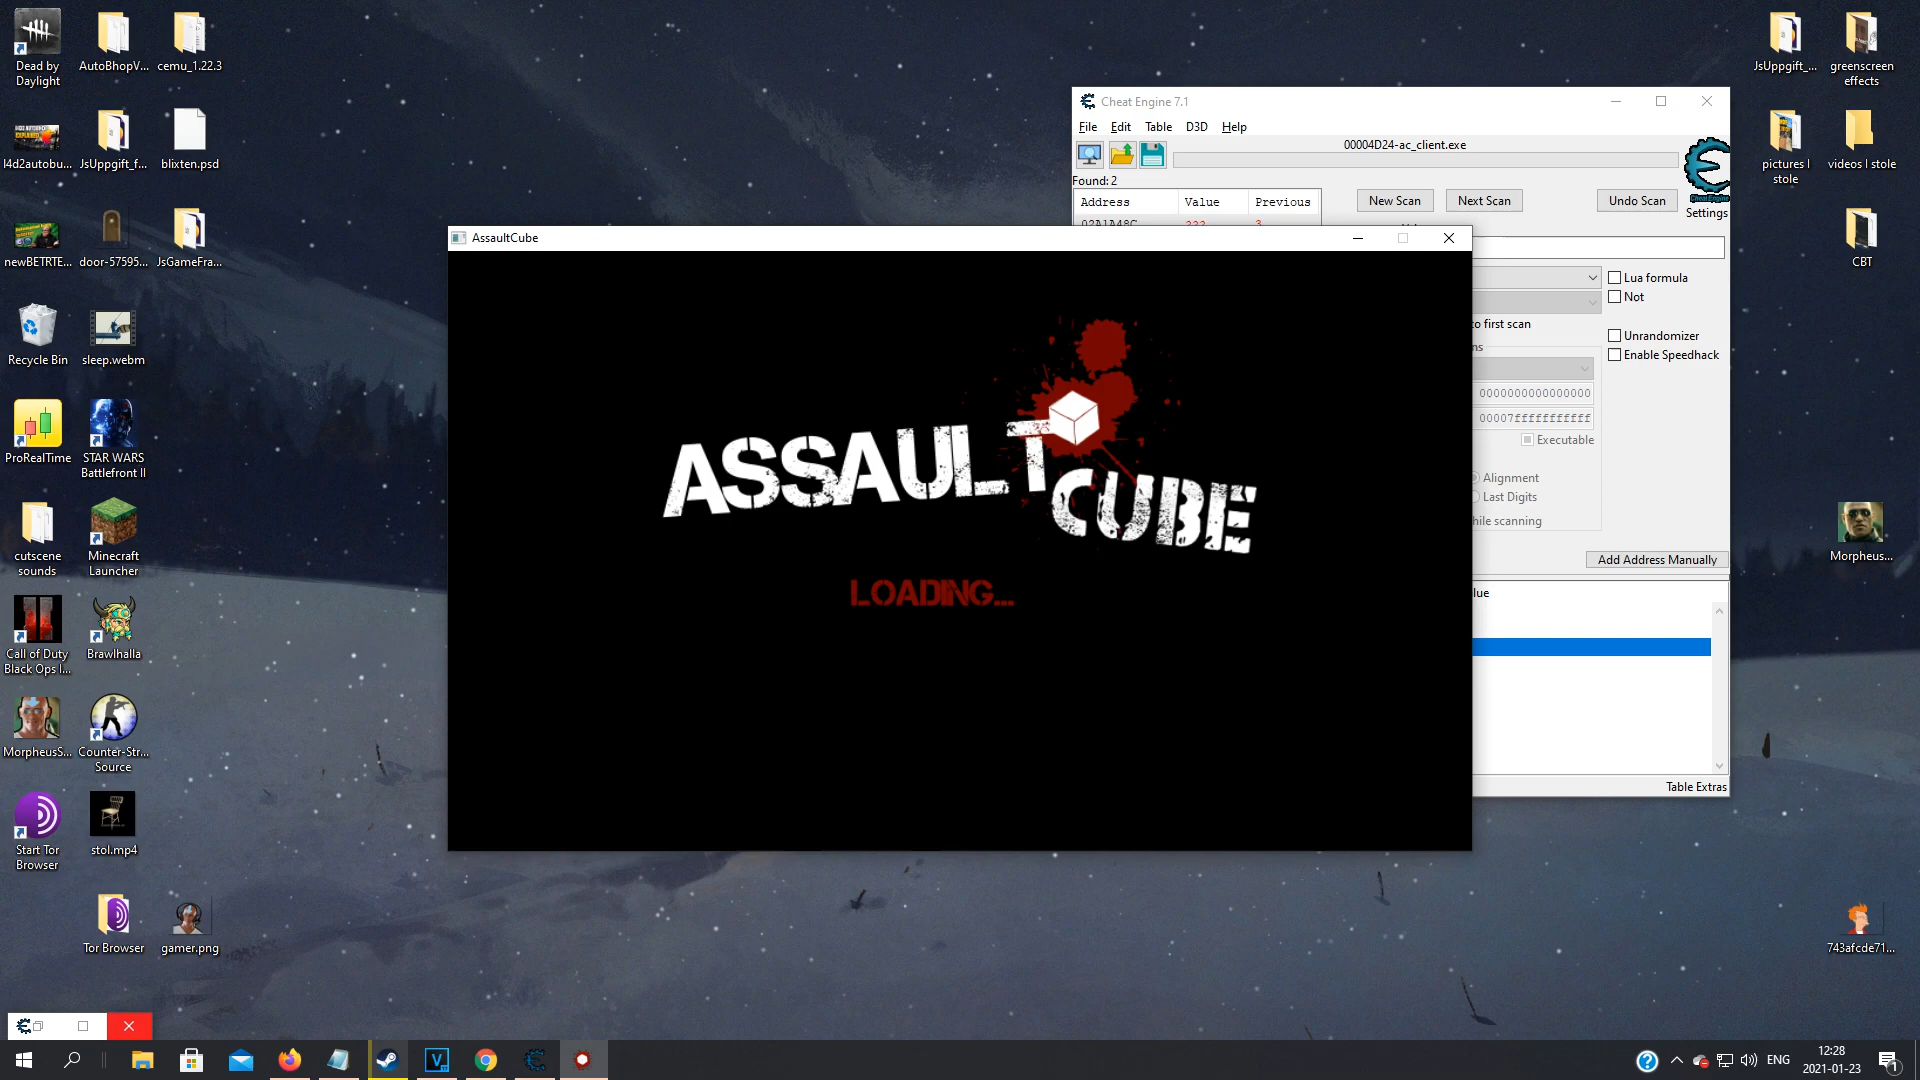 Dead by
Daylight
AutoBhopV...
cemu_1.22.3
l4d2autobu...
JsUppgift_f...
blixten.psd
newBETRTE...
door-57595...
JsGameFra...
Recycle Bin
sleep.webm
ProRealTime
STAR WARS
Battlefront II
cutscene
sounds
Minecraft
Launcher
Call of Duty
Black Ops I...
Brawlhalla
MorpheusS...
Counter-Str...
Source
Start Tor
Browser
stol.mp4
Tor Browser
gamer.png
JsUppgift_...
greenscreen
effects
pictures I
stole
videos I stole
CBT
Morpheus...
743afcde71...
Cheat Engine 7.1
File Edit Table D3D Help
00004D24-ac_client.exe
Found: 2
Address Value Previous
New Scan Next Scan Undo Scan
Settings
Lua formula
Not
to first scan
Unrandomizer
Enable Speedhack
0000000000000000
00007fffffffffff
Executable
Alignment
Last Digits
hile scanning
Add Address Manually
lue
Table Extras
AssaultCube
ASSAULT
CUBE
LOADING...
ENG
12:28
2021-01-23
1